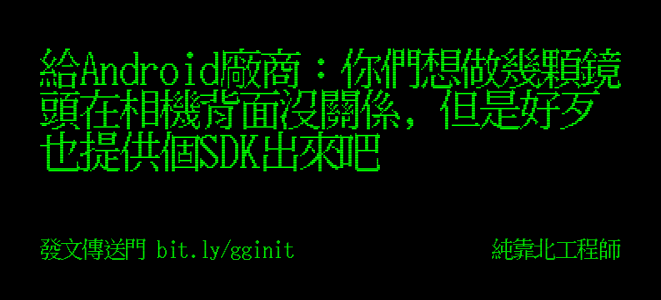 給Android廠商：你們想做幾顆鏡
頭在相機背面沒關係, 但是好歹
也提供個SDK出來吧
發文傳送門 bit.ly/gginit
純靠北工程師